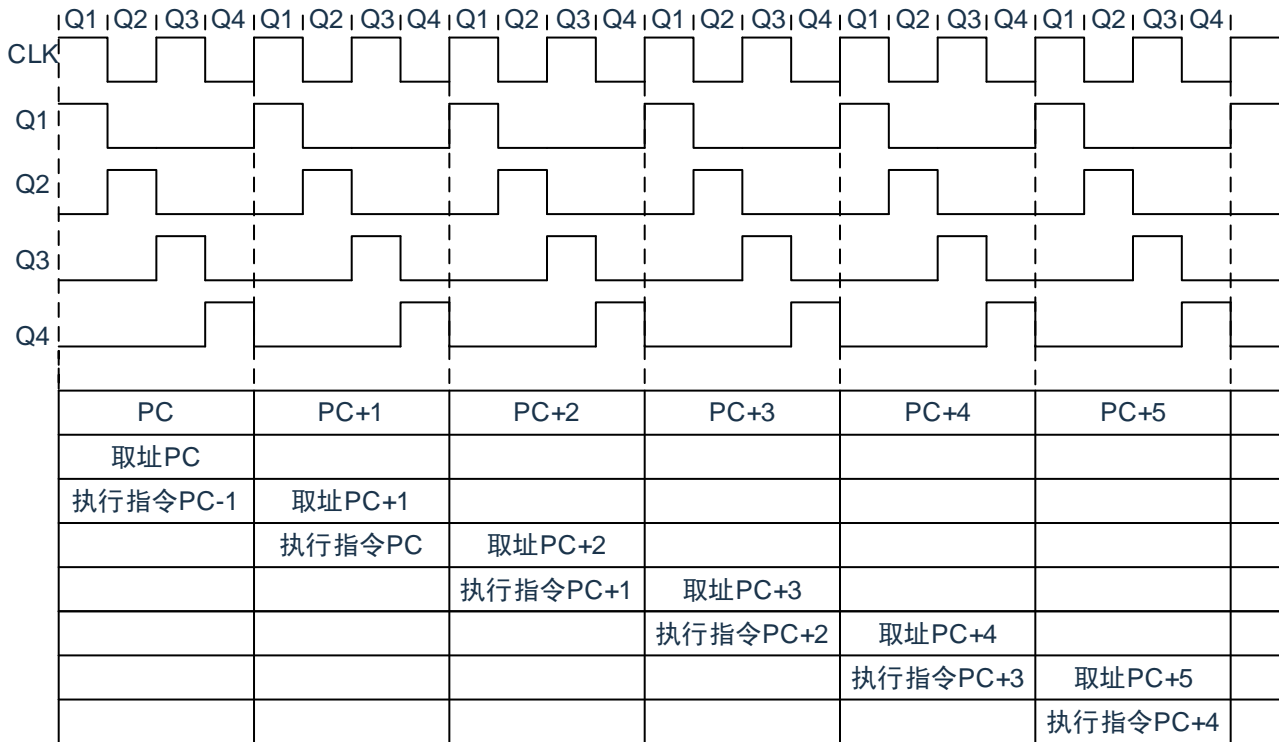 Q1 Q2 Q3 Q4 Q1 Q2 Q3 Q4 Q1 Q2 Q3 Q4 Q1 Q2 Q3 Q4 Q1 Q2 Q3 Q4 Q1 Q2 Q3 Q4
CLK
Q1
Q2
Q3
Q4
PC PC+1 PC+2 PC+3 PC+4 PC+5
取址PC
执行指令PC-1 取址PC+1
执行指令PC 取址PC+2
执行指令PC+1 取址PC+3
执行指令PC+2 取址PC+4
执行指令PC+3 取址PC+5
执行指令PC+4